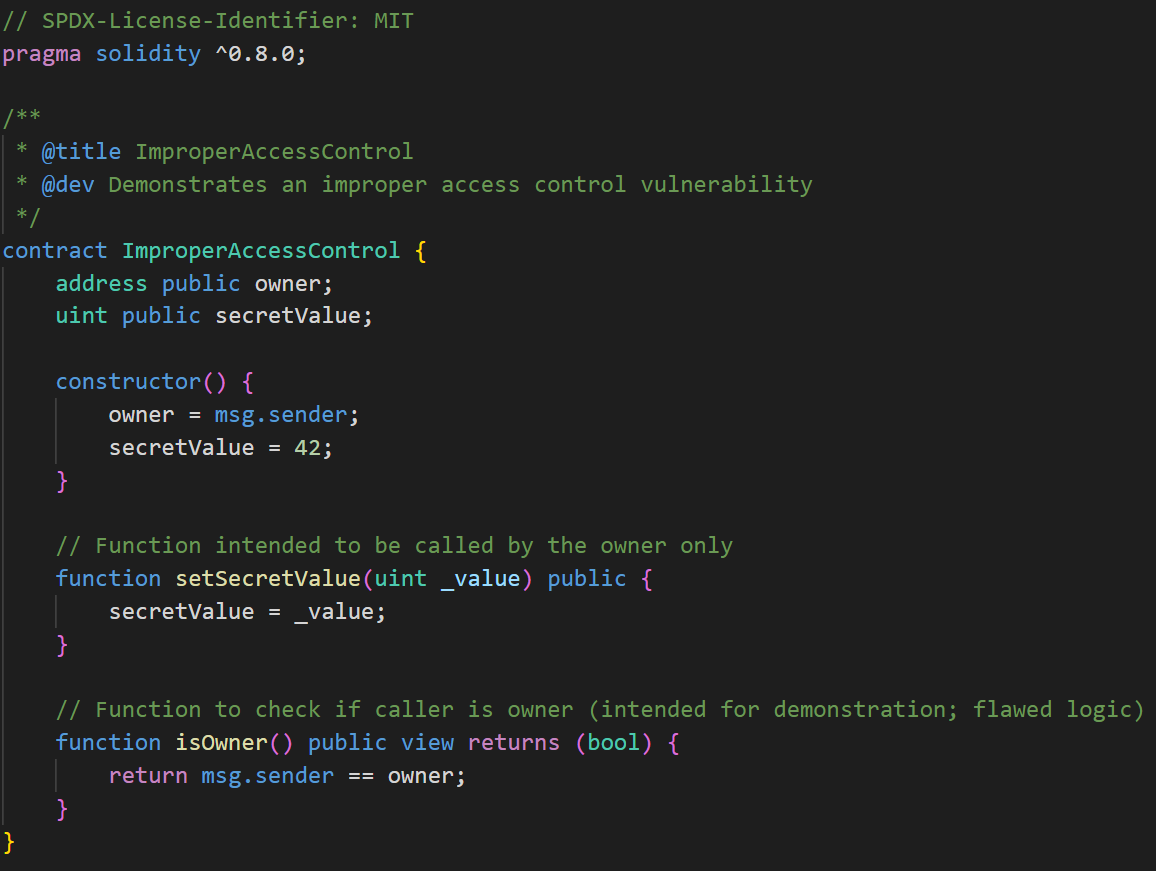 // SPDX-License-Identifier: MIT
pragma solidity ^0.8.0;
/**
* @title ImproperAccessControl
* @dev Demonstrates an improper access control vulnerability
*/
contract ImproperAccessControl {
address public owner;
uint public secretValue;
constructor() {
owner = msg.sender;
secretValue = 42;
}
// Function intended to be called by the owner only
function setSecretValue(uint _value) public {
secretValue = _value;
}
// Function to check if caller is owner (intended for demonstration; flawed logic)
function isOwner() public view returns (bool) {
return msg.sender == owner;
}
}